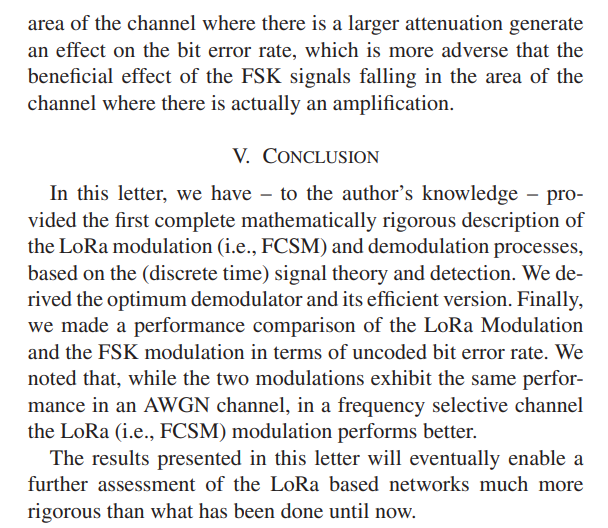 area of the channel where there is a larger attenuation generate
an effect on the bit error rate, which is more adverse that the
beneficial effect of the FSK signals falling in the area of the
channel where there is actually an amplification.
V. CONCLUSION
In this letter, we have – to the author's knowledge – pro-
vided the first complete mathematically rigorous description of
the LoRa modulation (i.e., FCSM) and demodulation processes,
based on the (discrete time) signal theory and detection. We de-
rived the optimum demodulator and its efficient version. Finally,
we made a performance comparison of the LoRa Modulation
and the FSK modulation in terms of uncoded bit error rate. We
noted that, while the two modulations exhibit the same perfor-
mance in an AWGN channel, in a frequency selective channel
the LoRa (i.e., FCSM) modulation performs better.
The results presented in this letter will eventually enable a
further assessment of the LoRa based networks much more
rigorous than what has been done until now.